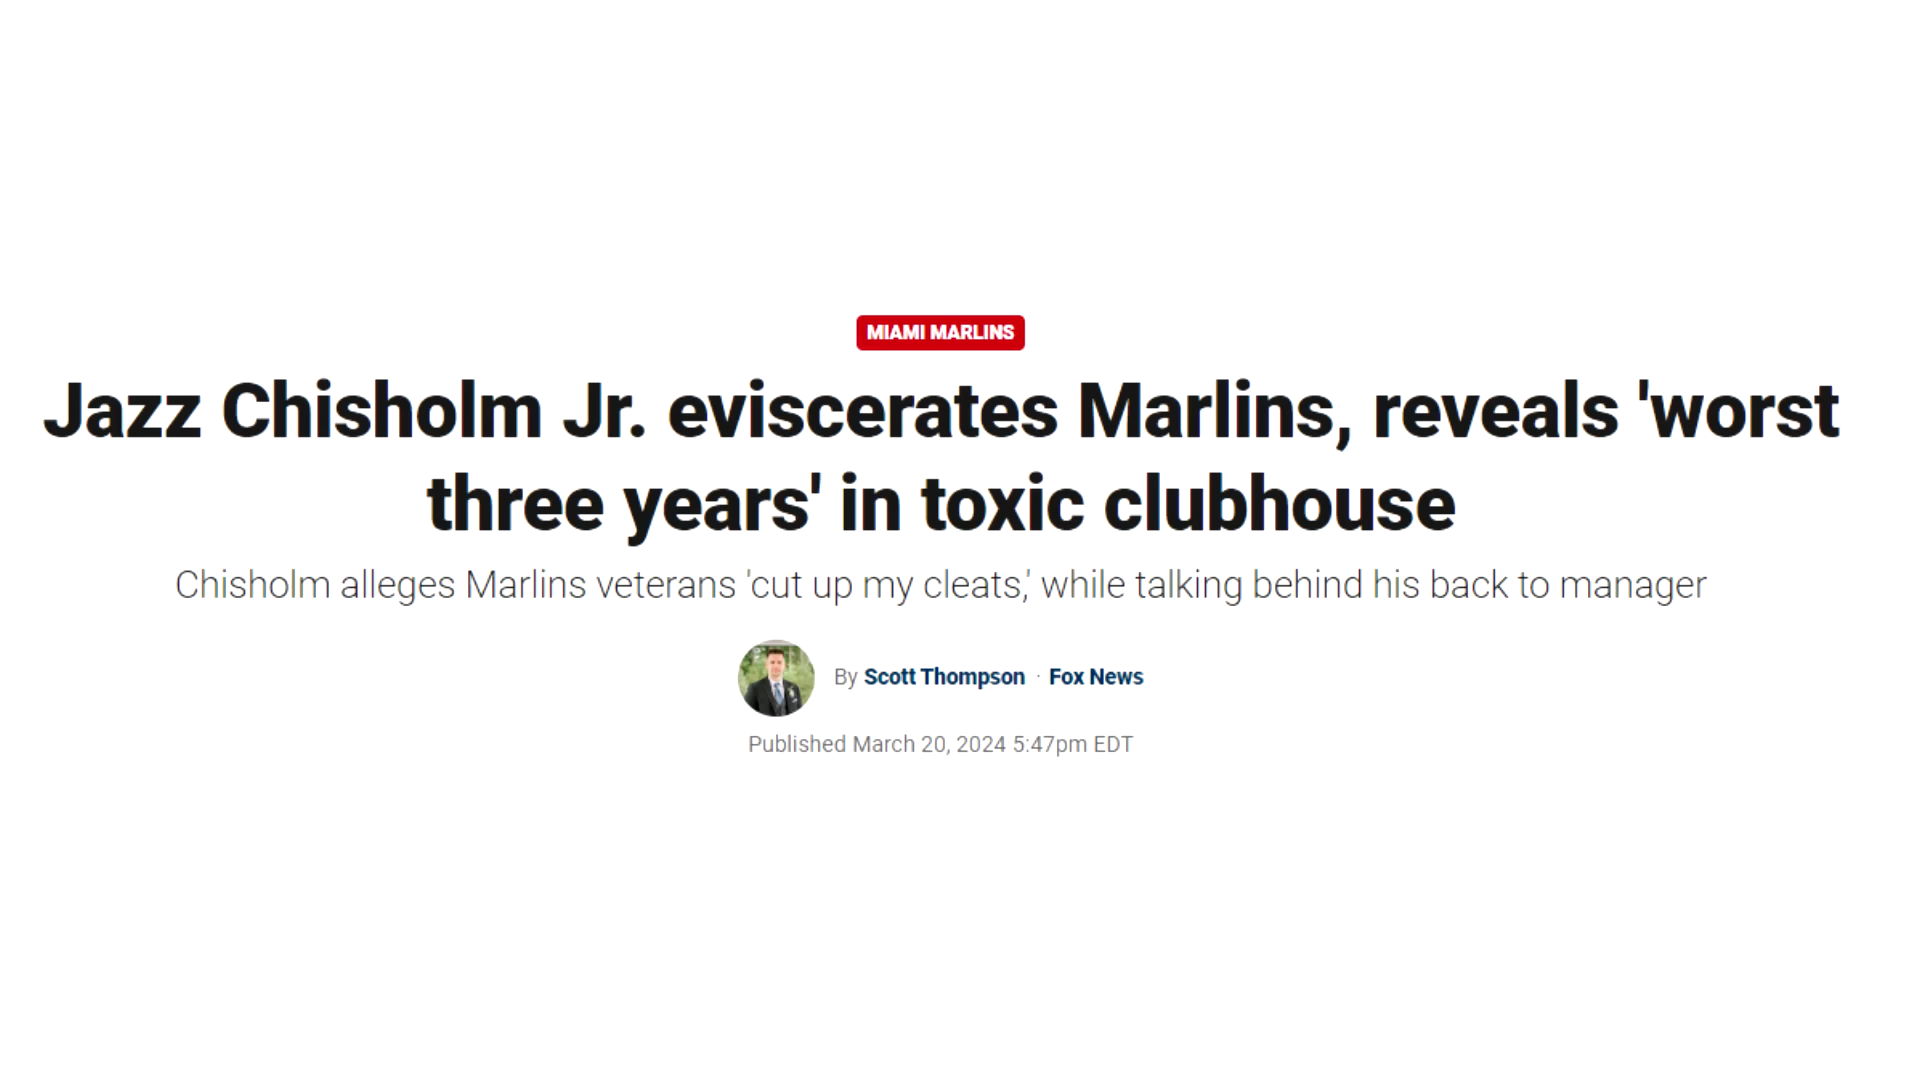 MIAMI MARLINS
Jazz Chisholm Jr. eviscerates Marlins, reveals 'worst
three years' in toxic clubhouse
Chisholm alleges Marlins veterans 'cut up my cleats,' while talking behind his back to manager
By Scott Thompson · Fox News
Published March 20, 2024 5:47pm EDT